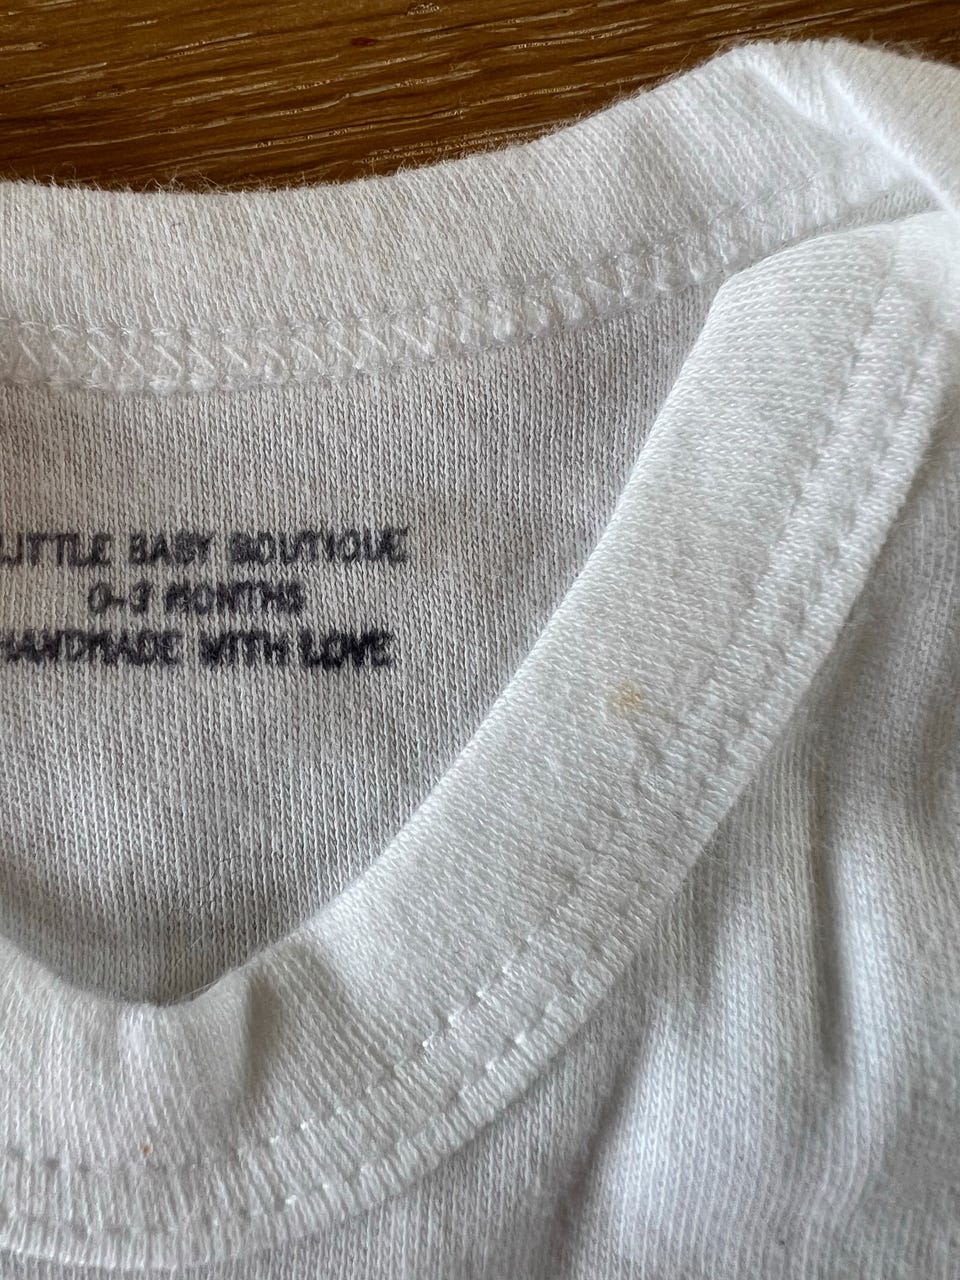 LITTLE BABY BOUTIQUE
0-3 MONTHS
HANDMADE WITH LOVE